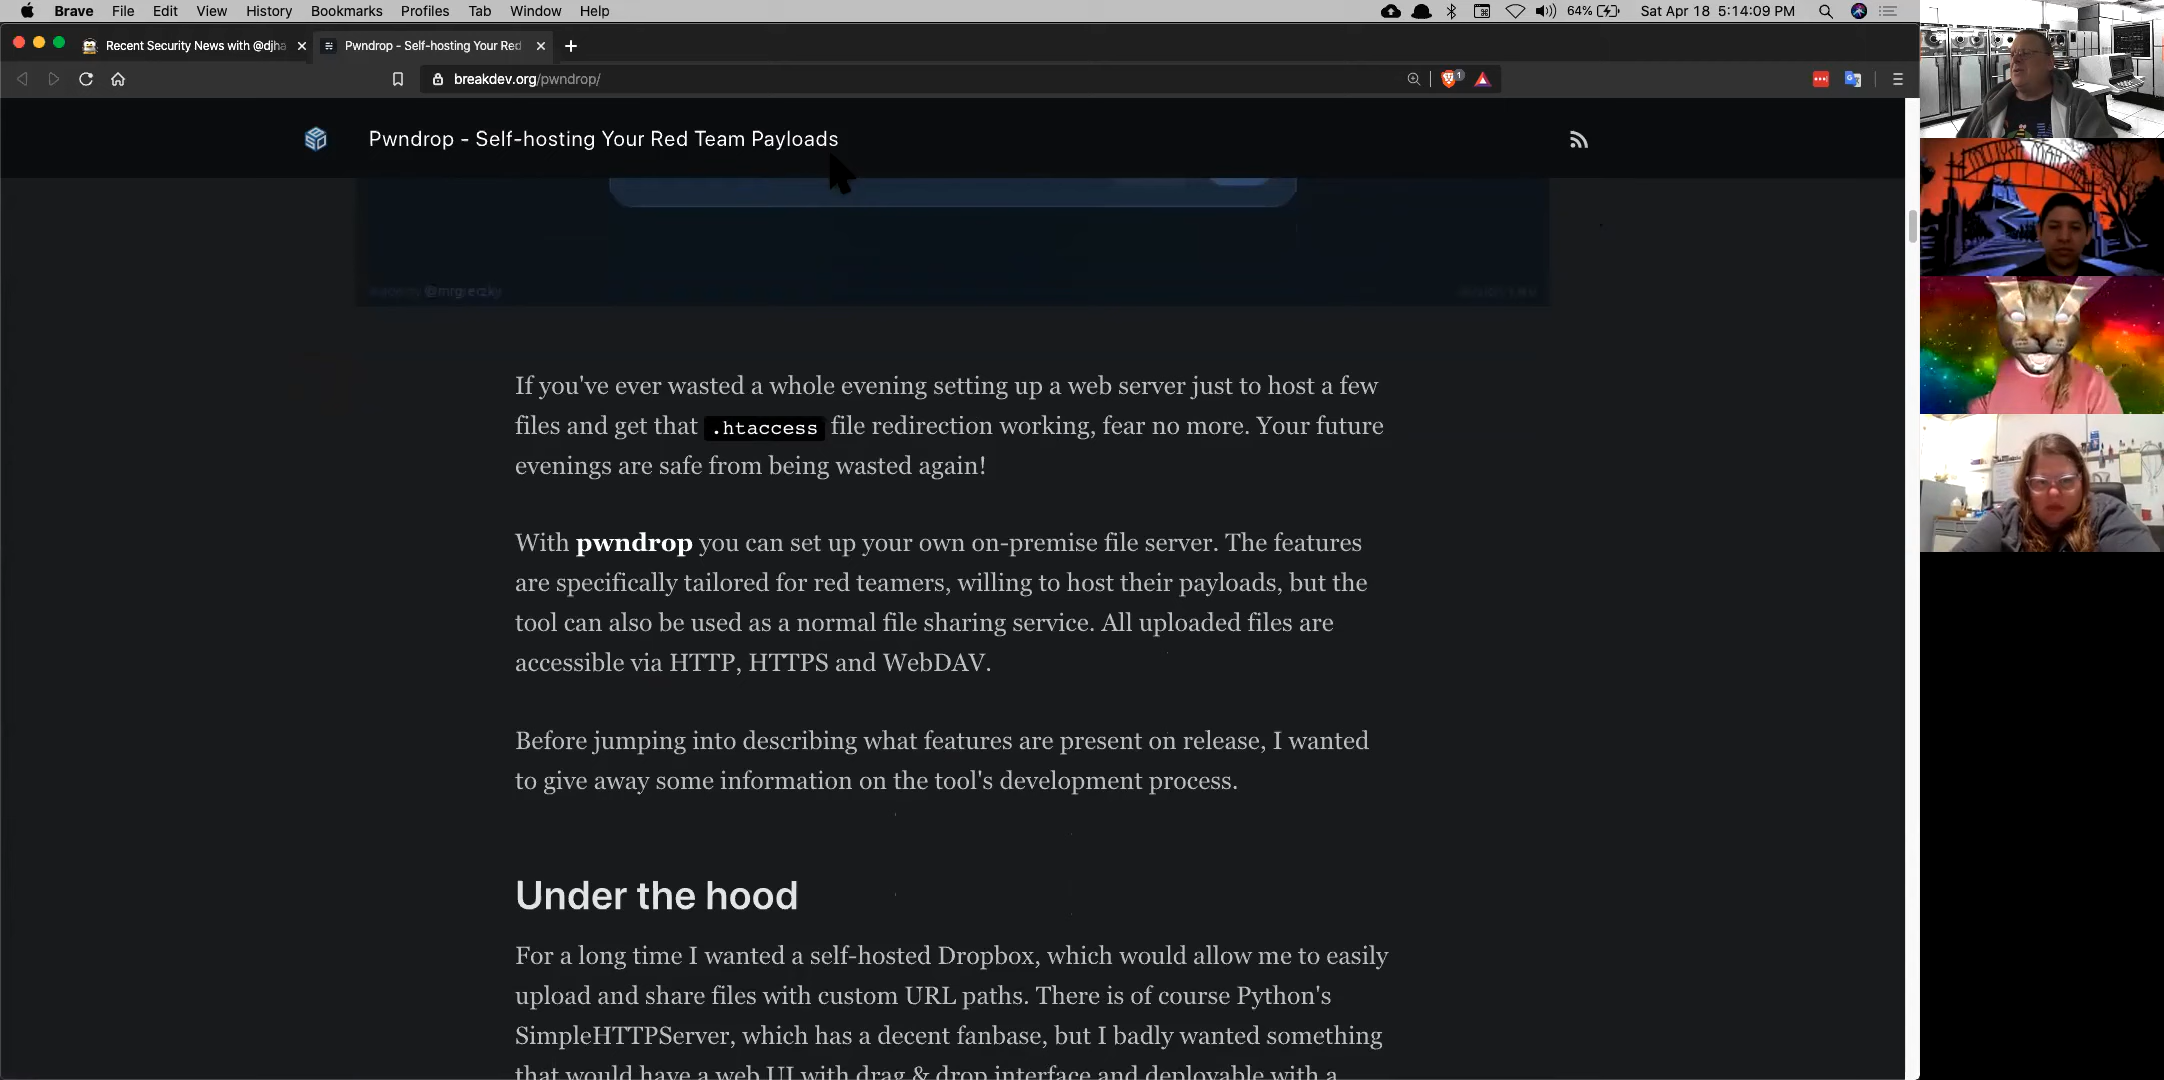 Brave File Edit View History Bookmarks Profiles Tab Window Help 64% Sat Apr 18 5:14:09 PM
Recent Security News with @djha
Pwndrop - Self-hosting Your Red
breakdev.org/pwndrop/
1
Pwndrop - Self-hosting Your Red Team Payloads
If you've ever wasted a whole evening setting up a web server just to host a few
files and get that .htaccess file redirection working, fear no more. Your future
evenings are safe from being wasted again!
With pwndrop you can set up your own on-premise file server. The features
are specifically tailored for red teamers, willing to host their payloads, but the
tool can also be used as a normal file sharing service. All uploaded files are
accessible via HTTP, HTTPS and WebDAV.
Before jumping into describing what features are present on release, I wanted
to give away some information on the tool's development process.
Under the hood
For a long time I wanted a self-hosted Dropbox, which would allow me to easily
upload and share files with custom URL paths. There is of course Python's
SimpleHTTPServer, which has a decent fanbase, but I badly wanted something
that would have a web UI with drag & drop interface and deployable with a